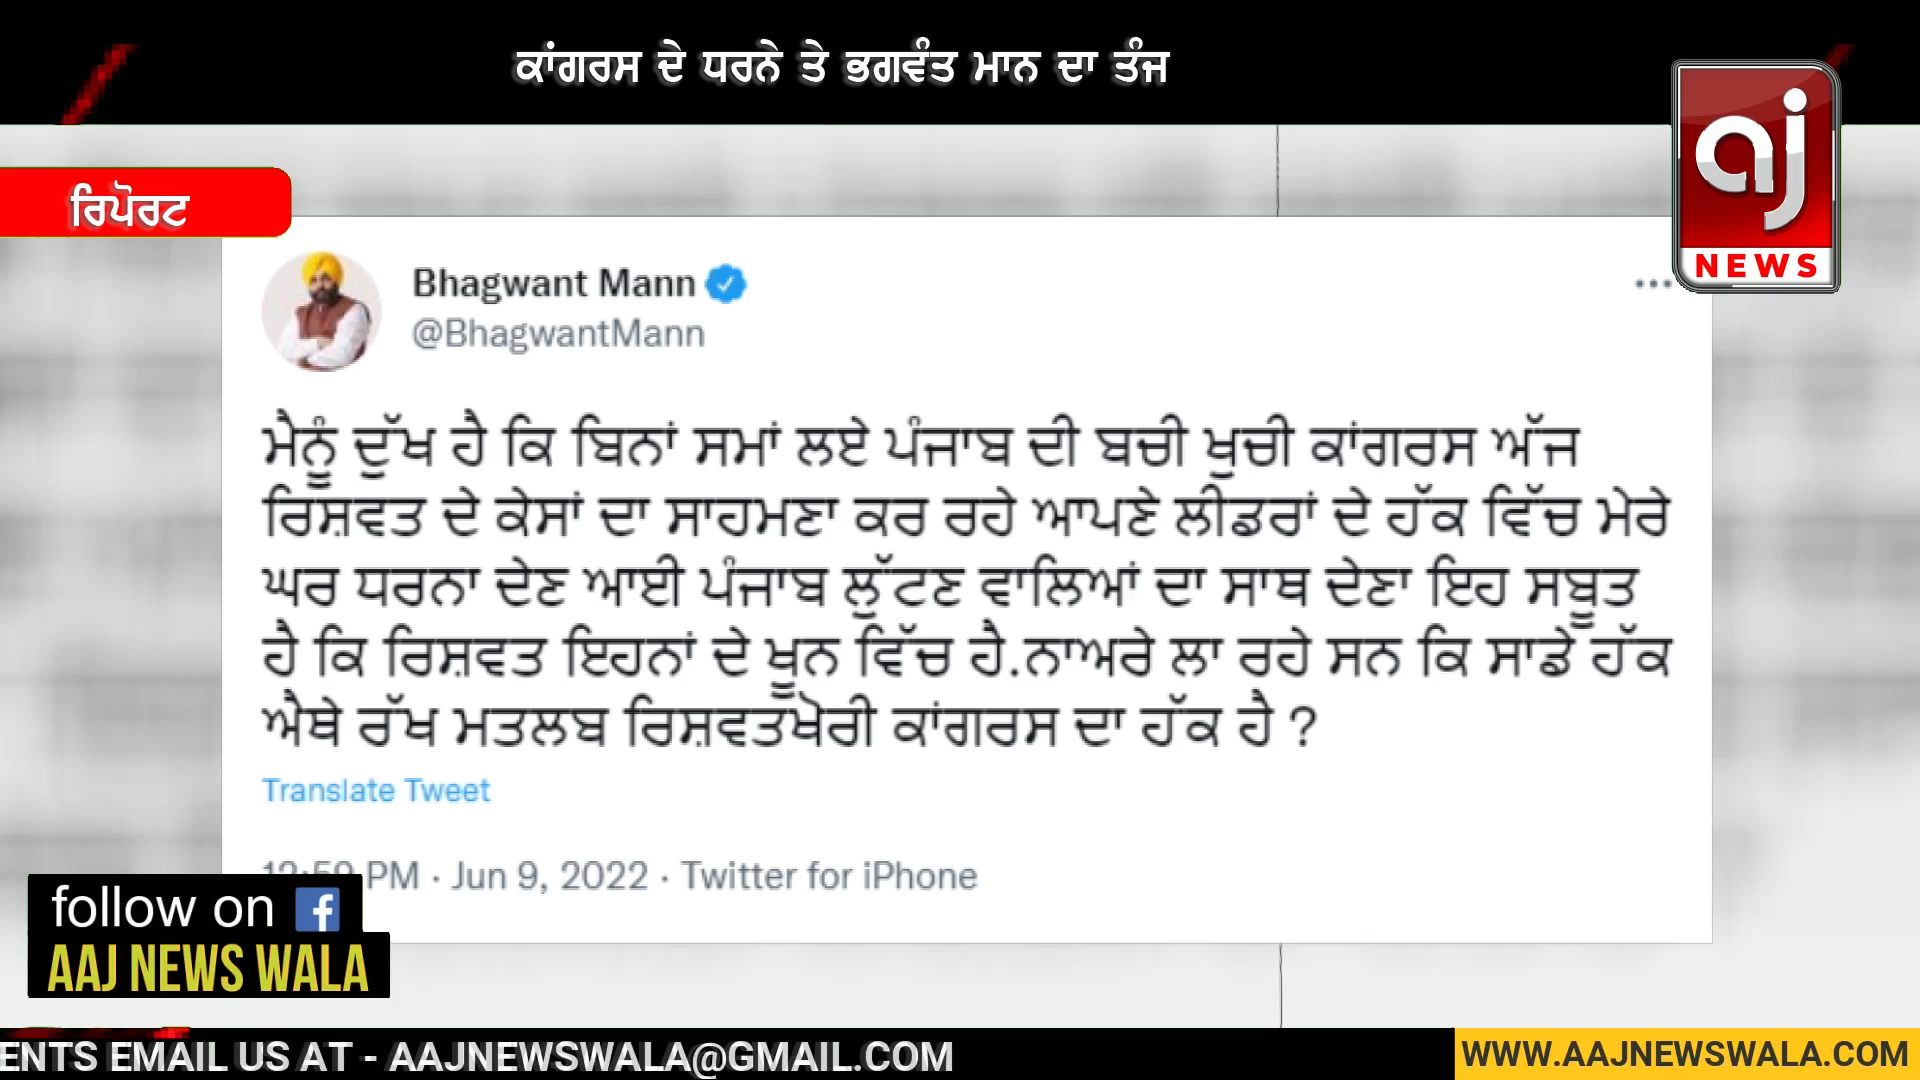 ਕਾਂਗਰਸ ਦੇ ਧਰਨੇ ਤੇ ਭਗਵੰਤ ਮਾਨ ਦਾ ਤੰਜ
ਰਿਪੋਰਟ
aj
NEWS
Bhagwant Mann
@BhagwantMann
ਮੈਨੂੰ ਦੁੱਖ ਹੈ ਕਿ ਬਿਨਾਂ ਸਮਾਂ ਲਏ ਪੰਜਾਬ ਦੀ ਬਚੀ ਖੁਚੀ ਕਾਂਗਰਸ ਅੱਜ
ਰਿਸ਼ਵਤ ਦੇ ਕੇਸਾਂ ਦਾ ਸਾਹਮਣਾ ਕਰ ਰਹੇ ਆਪਣੇ ਲੀਡਰਾਂ ਦੇ ਹੱਕ ਵਿੱਚ ਮੇਰੇ
ਘਰ ਧਰਨਾ ਦੇਣ ਆਈ ਪੰਜਾਬ ਲੁੱਟਣ ਵਾਲਿਆਂ ਦਾ ਸਾਥ ਦੇਣਾ ਇਹ ਸਬੂਤ
ਹੈ ਕਿ ਰਿਸ਼ਵਤ ਇਹਨਾਂ ਦੇ ਖੂਨ ਵਿੱਚ ਹੈ.ਨਾਅਰੇ ਲਾ ਰਹੇ ਸਨ ਕਿ ਸਾਡੇ ਹੱਕ
ਐਥੇ ਰੱਖ ਮਤਲਬ ਰਿਸ਼ਵਤਖੋਰੀ ਕਾਂਗਰਸ ਦਾ ਹੱਕ ਹੈ ?
Translate Tweet
PM · Jun 9, 2022 · Twitter for iPhone
follow on f
AAJ NEWS WALA
ENTS EMAIL US AT - AAJNEWSWALA@GMAIL.COM
WWW.AAJNEWSWALA.COM